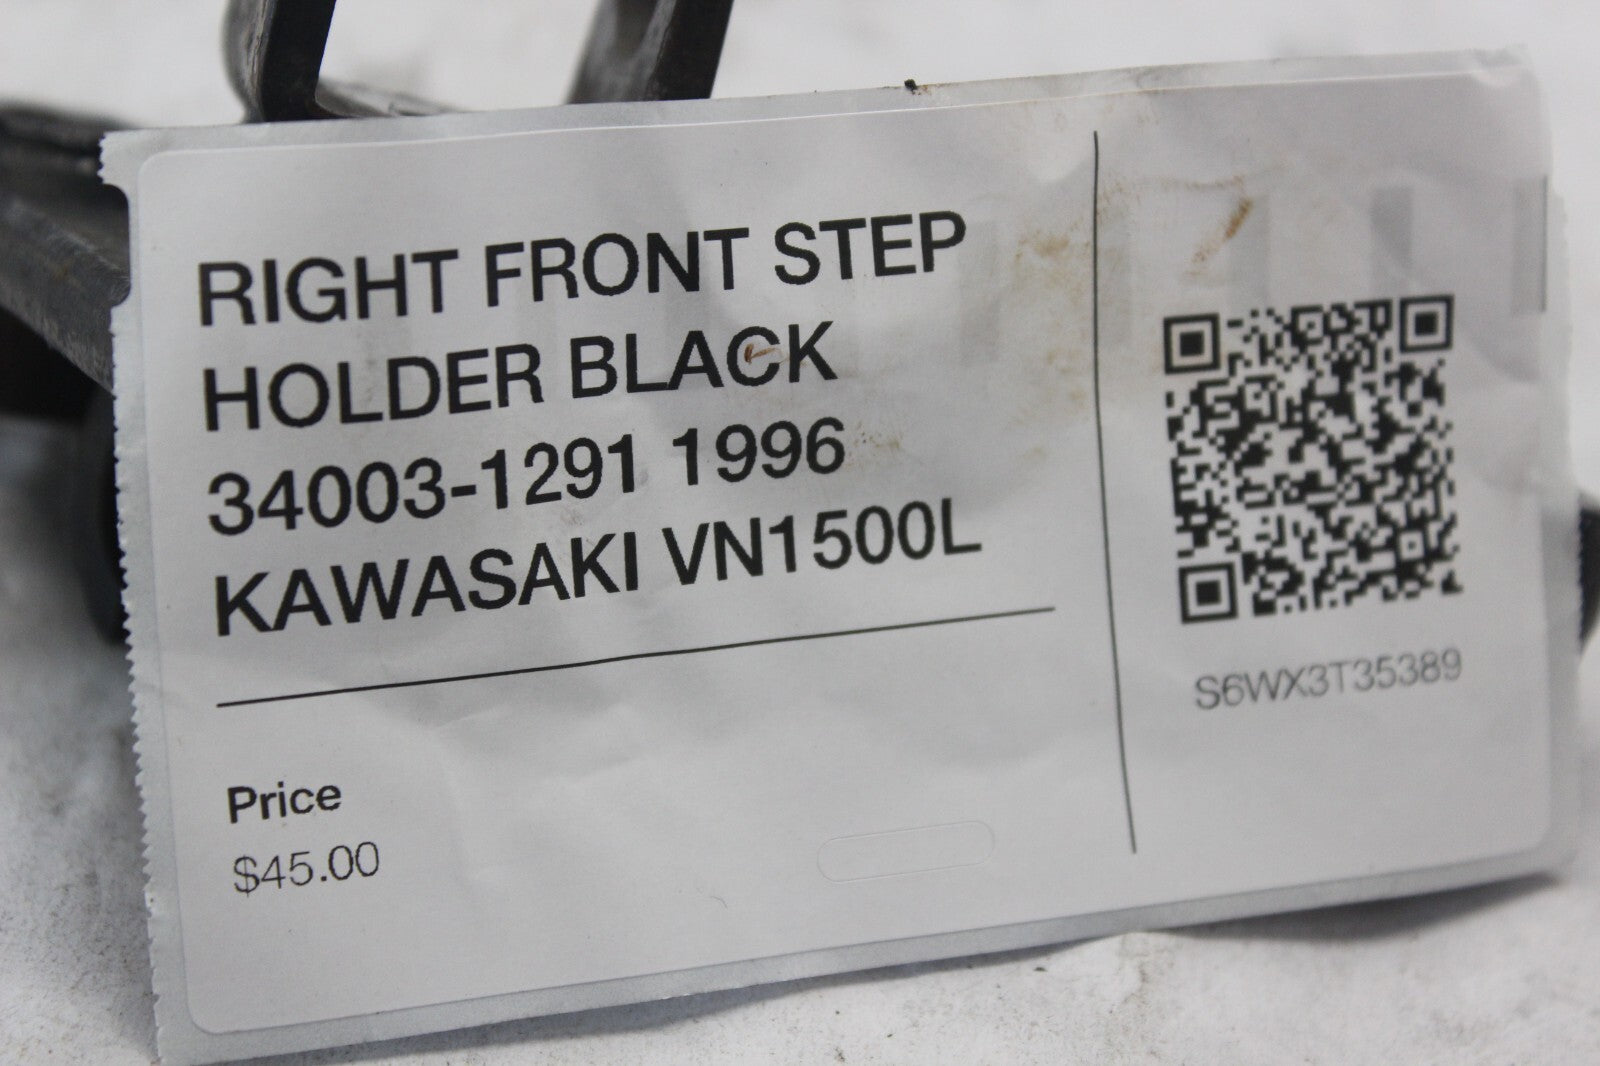 RIGHT FRONT STEP
HOLDER BLACK
34003-1291 1996
KAWASAKI VN1500L
Price
$45.00
S6WX3T35389